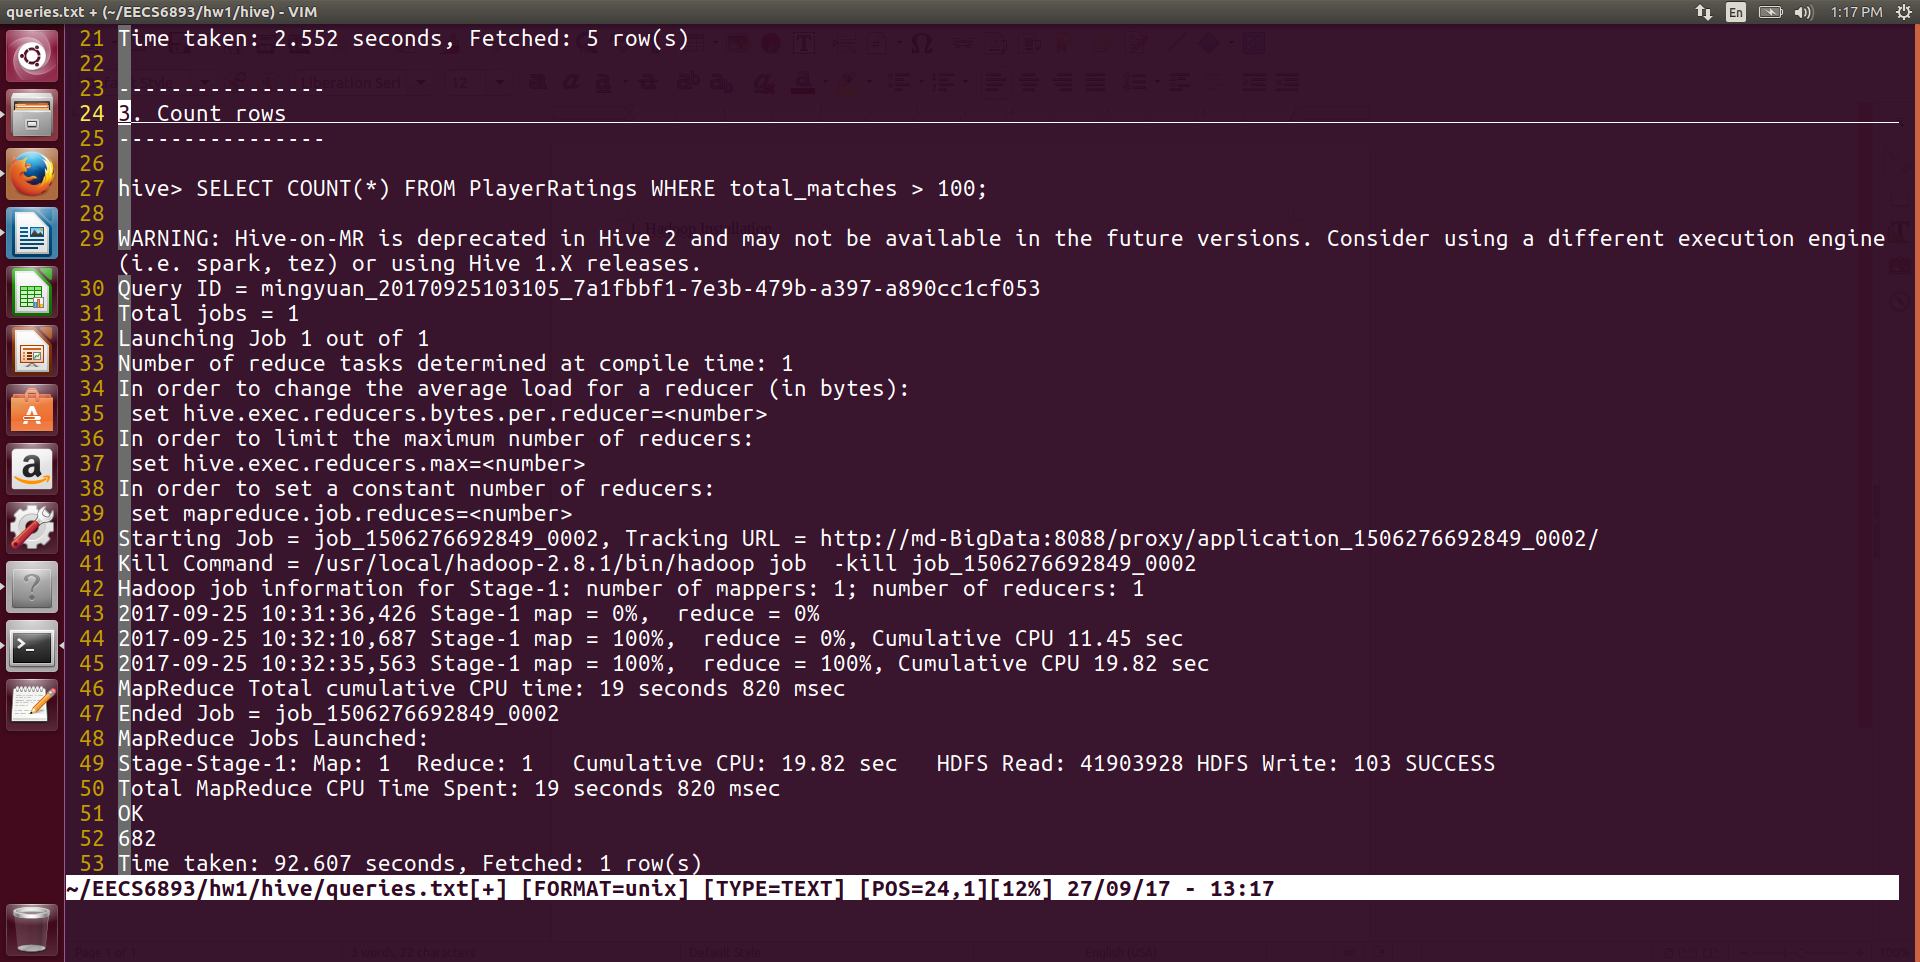 queries.txt + (~/EECS6893/hw1/hive) - VIM
En
1:17 PM
21 Time taken: 2.552 seconds, Fetched: 5 row(s)
22
23 ----------------
24 3. Count rows
25 ----------------
26
27 hive> SELECT COUNT(*) FROM PlayerRatings WHERE total_matches > 100;
28
29 WARNING: Hive-on-MR is deprecated in Hive 2 and may not be available in the future versions. Consider using a different execution engine
(i.e. spark, tez) or using Hive 1.X releases.
30 Query ID = mingyuan_20170925103105_7a1fbbf1-7e3b-479b-a397-a890cc1cf053
31 Total jobs = 1
32 Launching Job 1 out of 1
33 Number of reduce tasks determined at compile time: 1
34 In order to change the average load for a reducer (in bytes):
35  set hive.exec.reducers.bytes.per.reducer=<number>
36 In order to limit the maximum number of reducers:
37  set hive.exec.reducers.max=<number>
38 In order to set a constant number of reducers:
39  set mapreduce.job.reduces=<number>
40 Starting Job = job_1506276692849_0002, Tracking URL = http://md-BigData:8088/proxy/application_1506276692849_0002/
41 Kill Command = /usr/local/hadoop-2.8.1/bin/hadoop job  -kill job_1506276692849_0002
42 Hadoop job information for Stage-1: number of mappers: 1; number of reducers: 1
43 2017-09-25 10:31:36,426 Stage-1 map = 0%,  reduce = 0%
44 2017-09-25 10:32:10,687 Stage-1 map = 100%,  reduce = 0%, Cumulative CPU 11.45 sec
45 2017-09-25 10:32:35,563 Stage-1 map = 100%,  reduce = 100%, Cumulative CPU 19.82 sec
46 MapReduce Total cumulative CPU time: 19 seconds 820 msec
47 Ended Job = job_1506276692849_0002
48 MapReduce Jobs Launched:
49 Stage-Stage-1: Map: 1  Reduce: 1   Cumulative CPU: 19.82 sec   HDFS Read: 41903928 HDFS Write: 103 SUCCESS
50 Total MapReduce CPU Time Spent: 19 seconds 820 msec
51 OK
52 682
53 Time taken: 92.607 seconds, Fetched: 1 row(s)
~/EECS6893/hw1/hive/queries.txt[+] [FORMAT=unix] [TYPE=TEXT] [POS=24,1][12%] 27/09/17 - 13:17